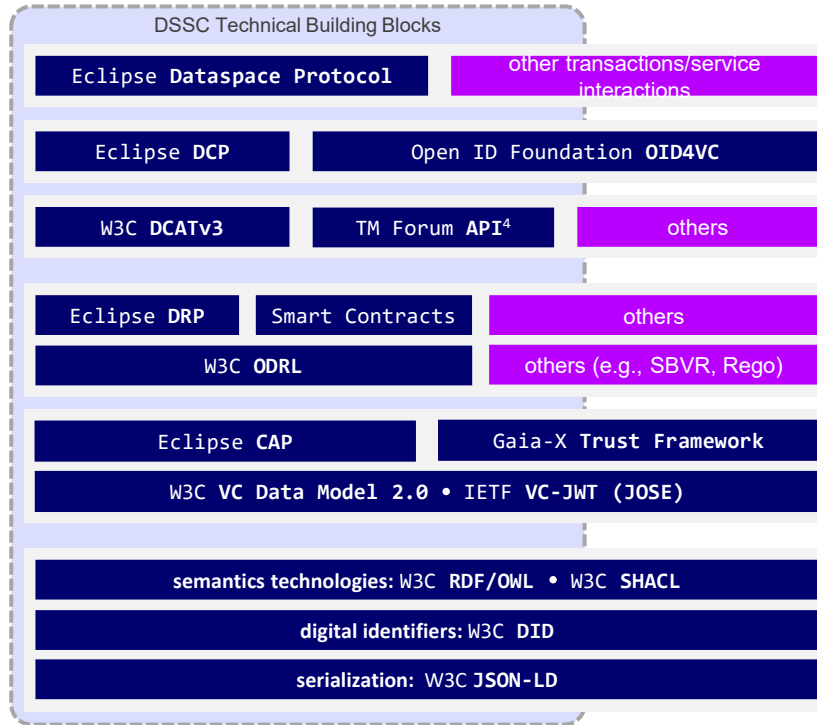 DSSC Technical Building Blocks
Eclipse Dataspace Protocol
other transactions/service
interactions
Eclipse DCP
Open ID Foundation OID4VC
W3C DCATv3
TM Forum API⁴
others
Eclipse DRP
Smart Contracts
others
W3C ODRL
others (e.g., SBVR, Rego)
Eclipse CAP
Gaia-X Trust Framework
W3C VC Data Model 2.0 • IETF VC-JWT (JOSE)
semantics technologies: W3C RDF/OWL • W3C SHACL
digital identifiers: W3C DID
serialization: W3C JSON-LD